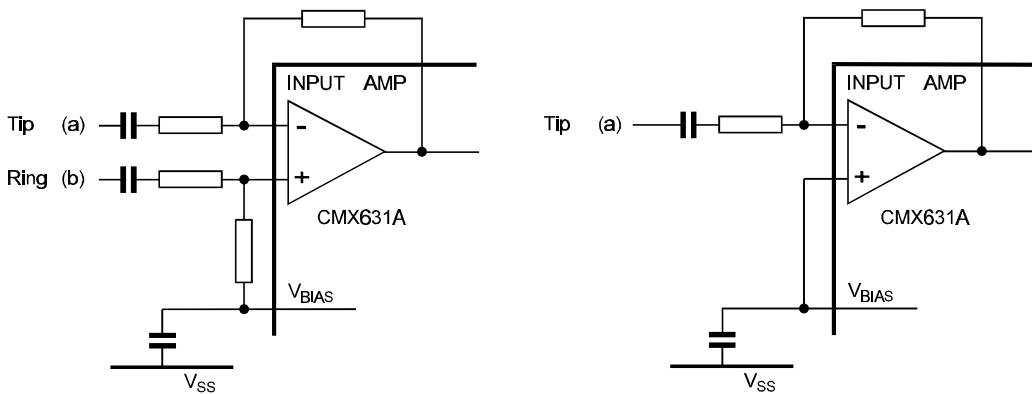 INPUT AMP
Tip (a)
-
Ring (b)
+
CMX631A
VBIAS
VSS
INPUT AMP
Tip (a)
-
+
CMX631A
VBIAS
VSS